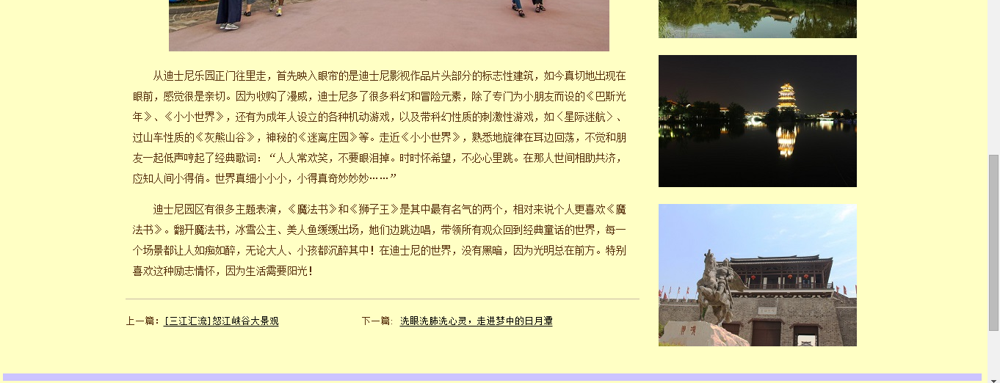 从迪士尼乐园正门往里走，首先映入眼帘的是迪士尼影视作品片头部分的标志性建筑，如今真切地出现在
眼前，感觉很是亲切。因为收购了漫威，迪士尼多了很多科幻和冒险元素，除了专门为小朋友而设的《巴斯光
年》、《小小世界》，还有为成年人设立的各种机动游戏，以及带科幻性质的刺激性游戏，如〈星际迷航〉、
过山车性质的《灰熊山谷》，神秘的《迷离庄园》等。走近《小小世界》，熟悉地旋律在耳边回荡，不觉和朋
友一起低声哼起了经典歌词：“人人常欢笑，不要眼泪掉。时时怀希望，不必心里跳。在那人世间相助共济，
应知人间小得俏。世界真细小小小，小得真奇妙妙妙……”
迪士尼园区有很多主题表演，《魔法书》和《狮子王》是其中最有名气的两个，相对来说个人更喜欢《魔
法书》。翻开魔法书，冰雪公主、美人鱼缓缓出场，她们边跳边唱，带领所有观众回到经典童话的世界，每一
个场景都让人如痴如醉，无论大人、小孩都沉醉其中！在迪士尼的世界，没有黑暗，因为光明总在前方。特别
喜欢这种励志情怀，因为生活需要阳光！
上一篇：[三江汇流]怒江峡谷大景观
下一篇: 洗眼洗肺洗心灵，走进梦中的日月潭